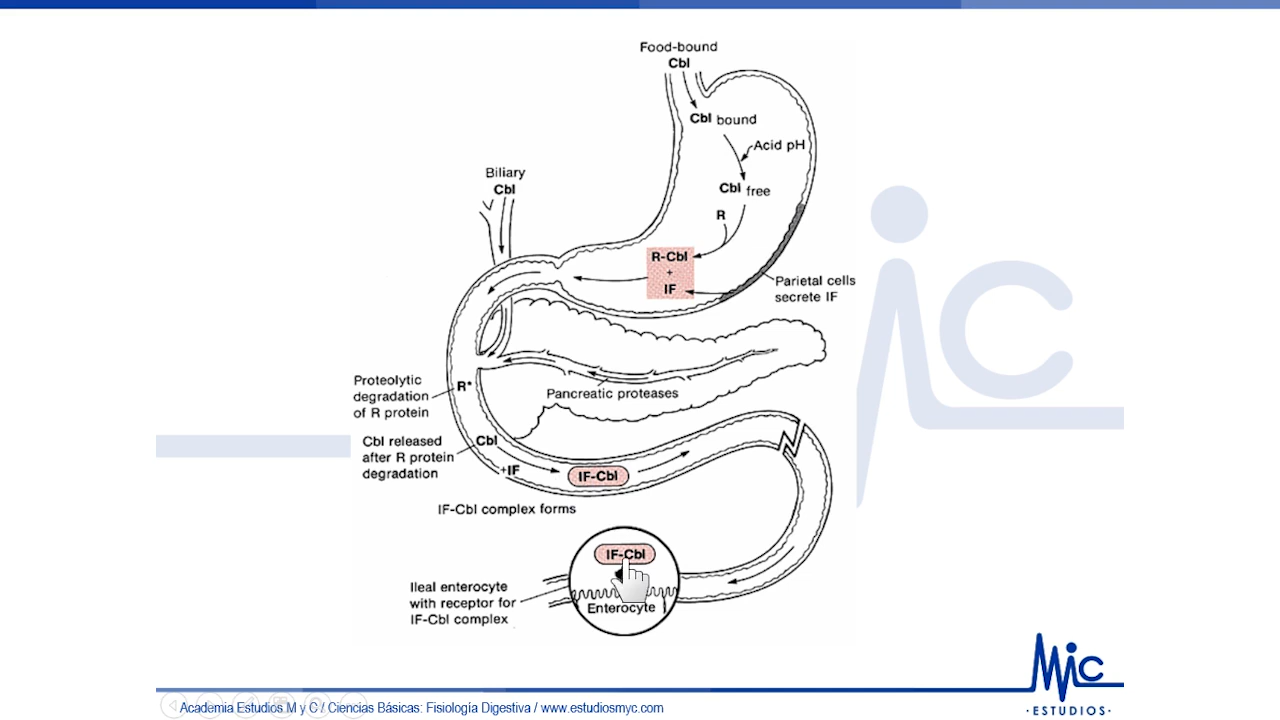 Food-bound
Cbl
Cbl bound
Acid pH
Cbl free
R
R-Cbl
+
IF
Parietal cells
secrete IF
Biliary
Cbl
Pancreatic proteases
Proteolytic
degradation
of R protein
R*
Cbl released
after R protein
degradation
Cbl
+IF
IF-Cbl
IF-Cbl complex forms
IF-Cbl
Ileal enterocyte
with receptor for
IF-Cbl complex
Enterocyte
MiC
MiC
·ESTUDIOS·
Academia Estudios M y C / Ciencias Básicas: Fisiología Digestiva / www.estudiosmyc.com